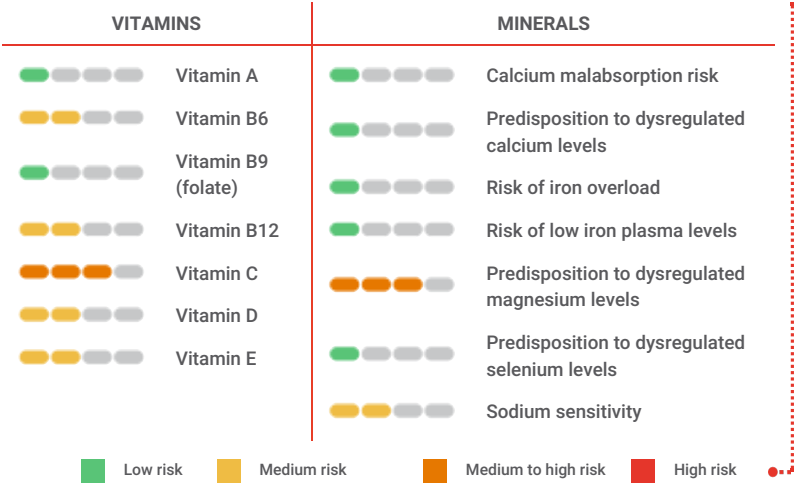 VITAMINS
Vitamin A
Vitamin B6
Vitamin B9
(folate)
Vitamin B12
Vitamin C
Vitamin D
Vitamin E
MINERALS
Calcium malabsorption risk
Predisposition to dysregulated
calcium levels
Risk of iron overload
Risk of low iron plasma levels
Predisposition to dysregulated
magnesium levels
Predisposition to dysregulated
selenium levels
Sodium sensitivity
Low risk
Medium risk
Medium to high risk
High risk